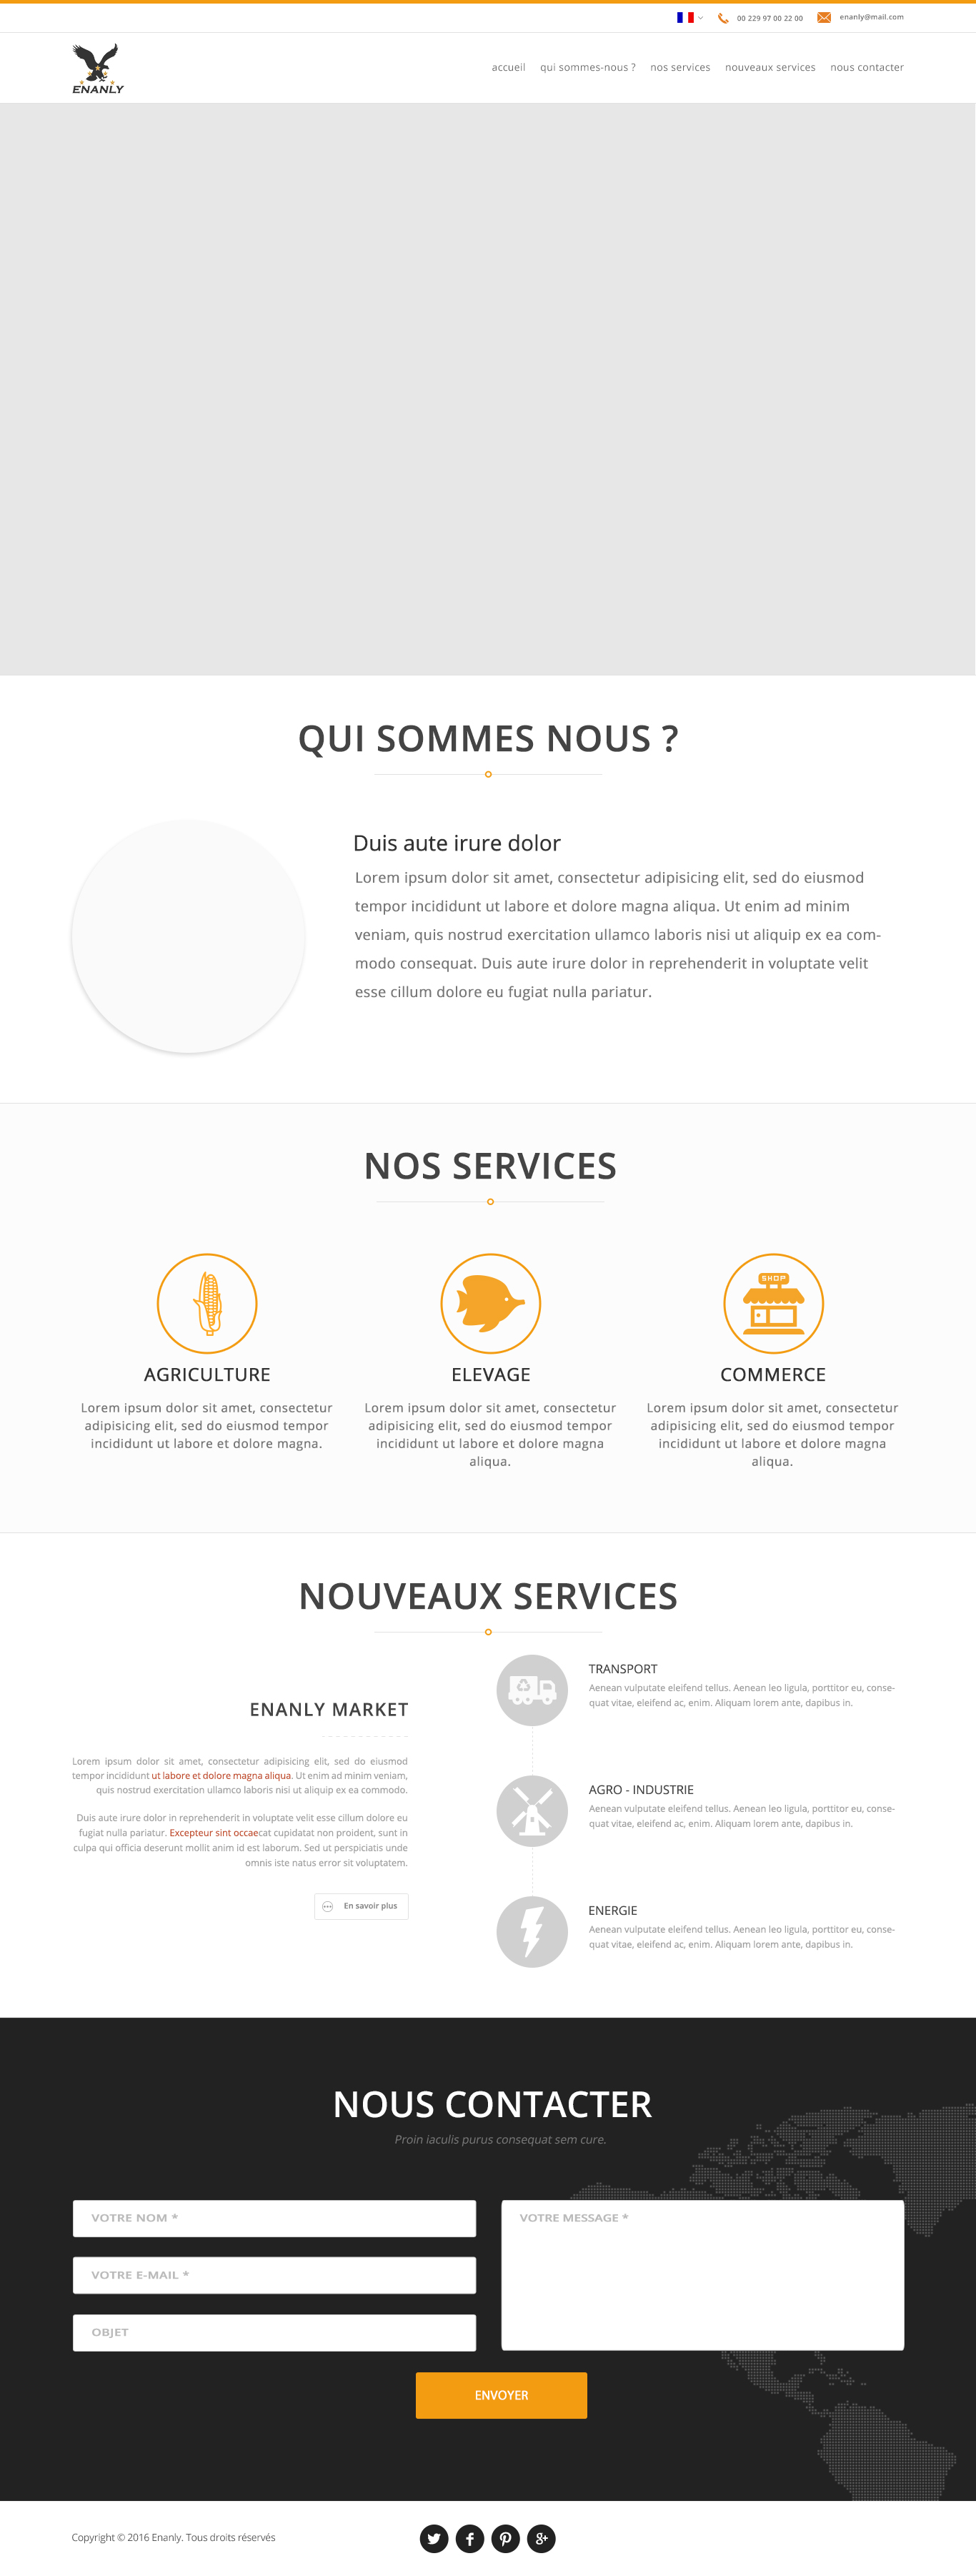 00 229 97 00 22 00
enanly@mail.com
ENANLY
accueil qui sommes-nous ? nos services nouveaux services nous contacter
QUI SOMMES NOUS ?
Duis aute irure dolor
Lorem ipsum dolor sit amet, consectetur adipisicing elit, sed do eiusmod
tempor incididunt ut labore et dolore magna aliqua. Ut enim ad minim
veniam, quis nostrud exercitation ullamco laboris nisi ut aliquip ex ea com-
modo consequat. Duis aute irure dolor in reprehenderit in voluptate velit
esse cillum dolore eu fugiat nulla pariatur.
NOS SERVICES
AGRICULTURE
Lorem ipsum dolor sit amet, consectetur
adipisicing elit, sed do eiusmod tempor
incididunt ut labore et dolore magna.
ELEVAGE
Lorem ipsum dolor sit amet, consectetur
adipisicing elit, sed do eiusmod tempor
incididunt ut labore et dolore magna
aliqua.
SHOP
COMMERCE
Lorem ipsum dolor sit amet, consectetur
adipisicing elit, sed do eiusmod tempor
incididunt ut labore et dolore magna
aliqua.
NOUVEAUX SERVICES
ENANLY MARKET
Lorem ipsum dolor sit amet, consectetur adipisicing elit, sed do eiusmod
tempor incididunt ut labore et dolore magna aliqua. Ut enim ad minim veniam,
quis nostrud exercitation ullamco laboris nisi ut aliquip ex ea commodo.
Duis aute irure dolor in reprehenderit in voluptate velit esse cillum dolore eu
fugiat nulla pariatur. Excepteur sint occaecat cupidatat non proident, sunt in
culpa qui officia deserunt mollit anim id est laborum. Sed ut perspiciatis unde
omnis iste natus error sit voluptatem.
En savoir plus
TRANSPORT
Aenean vulputate eleifend tellus. Aenean leo ligula, porttitor eu, conse-
quat vitae, eleifend ac, enim. Aliquam lorem ante, dapibus in.
AGRO - INDUSTRIE
Aenean vulputate eleifend tellus. Aenean leo ligula, porttitor eu, conse-
quat vitae, eleifend ac, enim. Aliquam lorem ante, dapibus in.
ENERGIE
Aenean vulputate eleifend tellus. Aenean leo ligula, porttitor eu, conse-
quat vitae, eleifend ac, enim. Aliquam lorem ante, dapibus in.
NOUS CONTACTER
Proin iaculis purus consequat sem cure.
VOTRE NOM *
VOTRE E-MAIL *
OBJET
VOTRE MESSAGE *
ENVOYER
Copyright © 2016 Enanly. Tous droits réservés